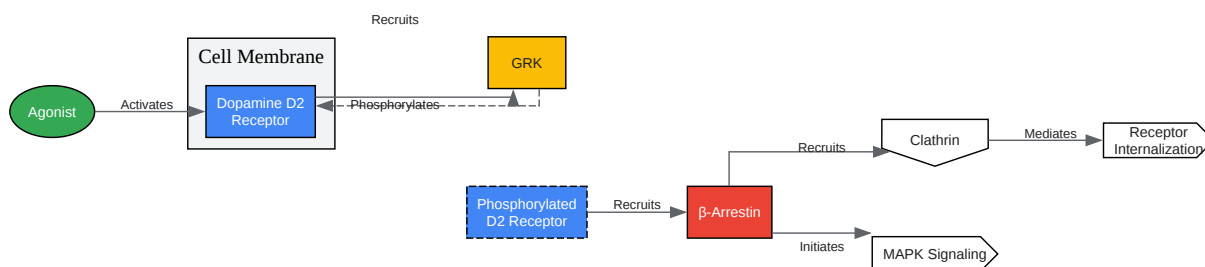 Recruits
Cell Membrane
GRK
Agonist
Activates
Dopamine D2
Receptor
Phosphorylates
Clathrin
Recruits
Mediates
Receptor
Internalization
Phosphorylated
D2 Receptor
Recruits
β-Arrestin
Initiates
MAPK Signaling